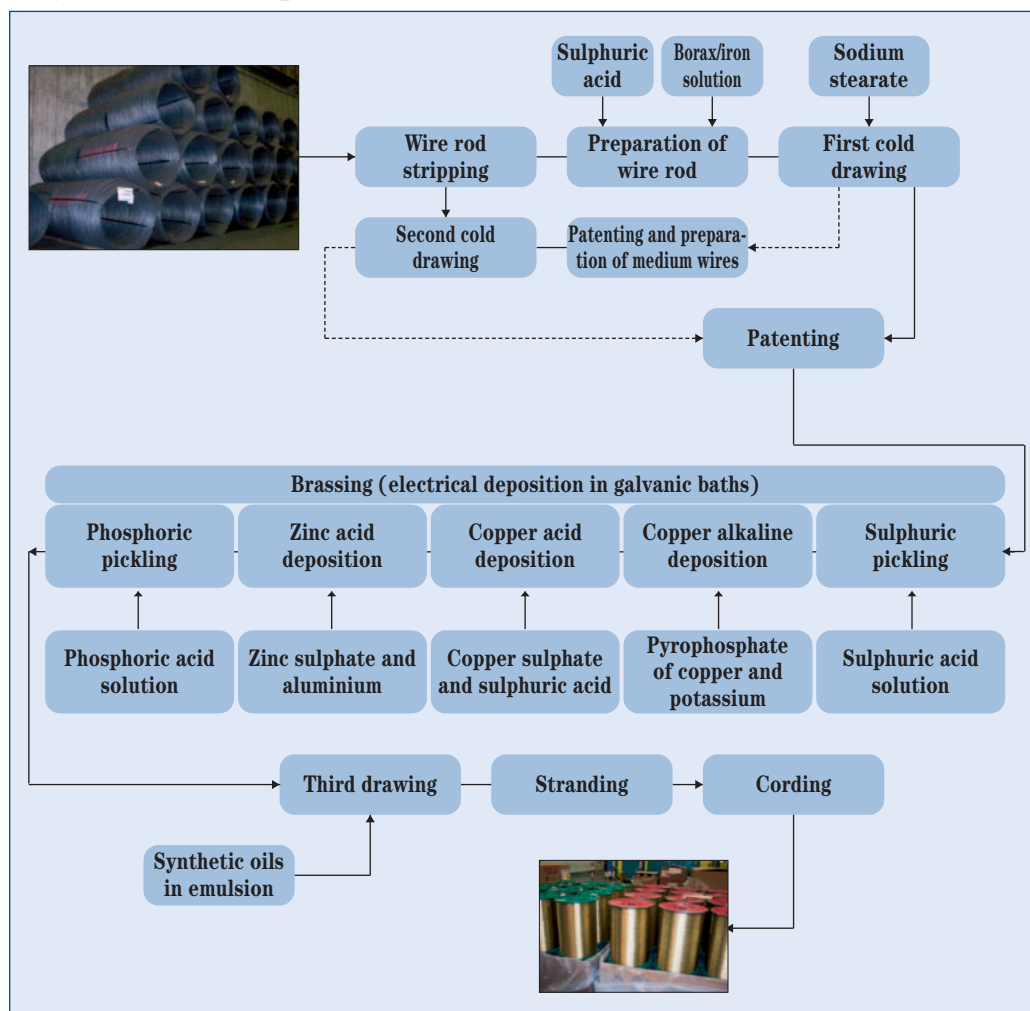 Sulphuric
acid
Borax/iron
solution
Sodium
stearate
Wire rod
stripping
Preparation of
wire rod
First cold
drawing
Second cold
drawing
Patenting and prepara-
tion of medium wires
Patenting
Brassing (electrical deposition in galvanic baths)
Phosphoric
pickling
Zinc acid
deposition
Copper acid
deposition
Copper alkaline
deposition
Sulphuric
pickling
Phosphoric acid
solution
Zinc sulphate and
aluminium
Copper sulphate
and sulphuric acid
Pyrophosphate
of copper and
potassium
Sulphuric acid
solution
Third drawing
Stranding
Cording
Synthetic oils
in emulsion